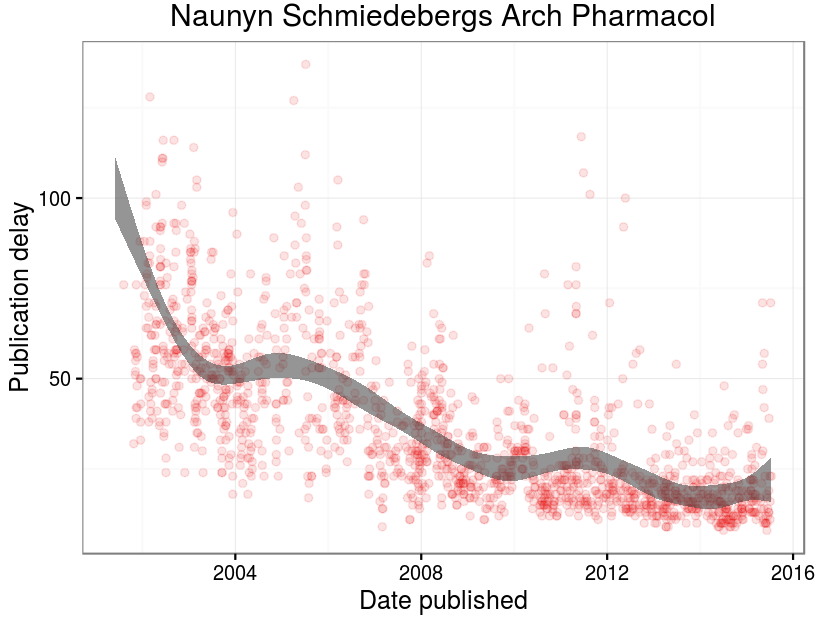 Naunyn Schmiedebergs Arch Pharmacol
Publication delay
100
50
2004 2008 2012 2016
Date published